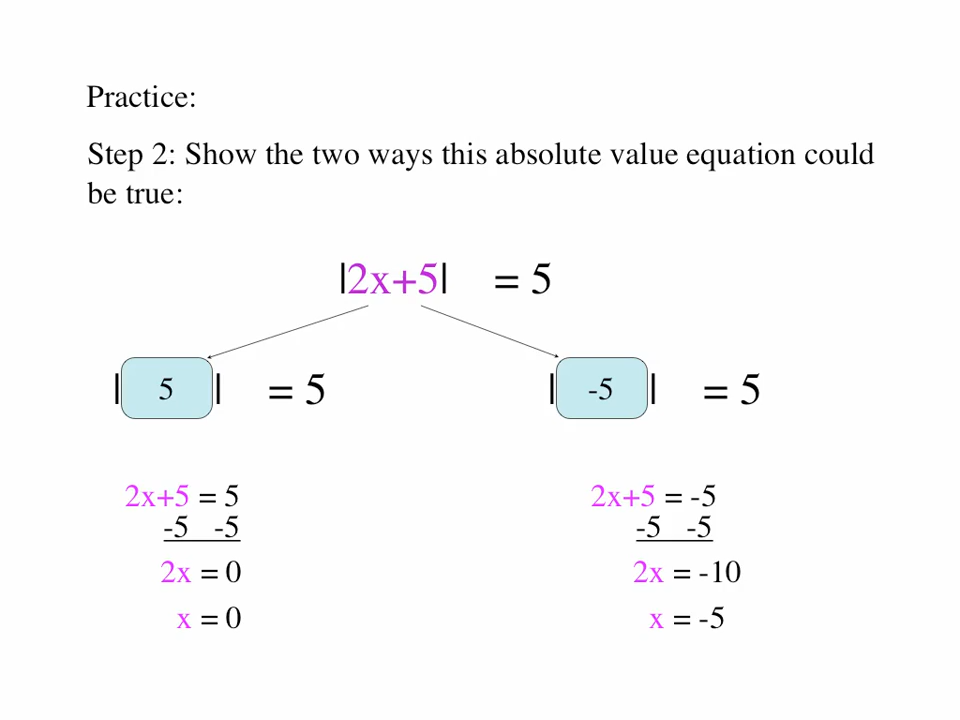 Practice:
Step 2: Show the two ways this absolute value equation could
be true:
|2x+5| = 5
| 5 | = 5 | -5 | = 5
2x+5 = 5 2x+5 = -5
-5 -5 -5 -5
2x = 0 2x = -10
x = 0 x = -5